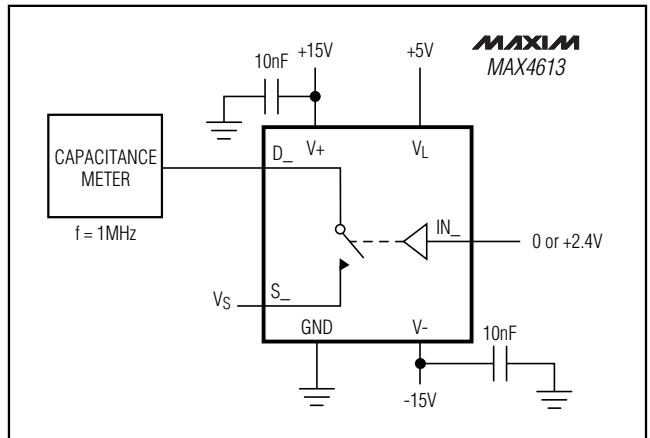 MAXIM
MAX4613
10nF
+15V
+5V
CAPACITANCE
METER
f = 1MHz
D_
V+
VL
IN_
0 or +2.4V
VS
S_
GND
V-
10nF
-15V